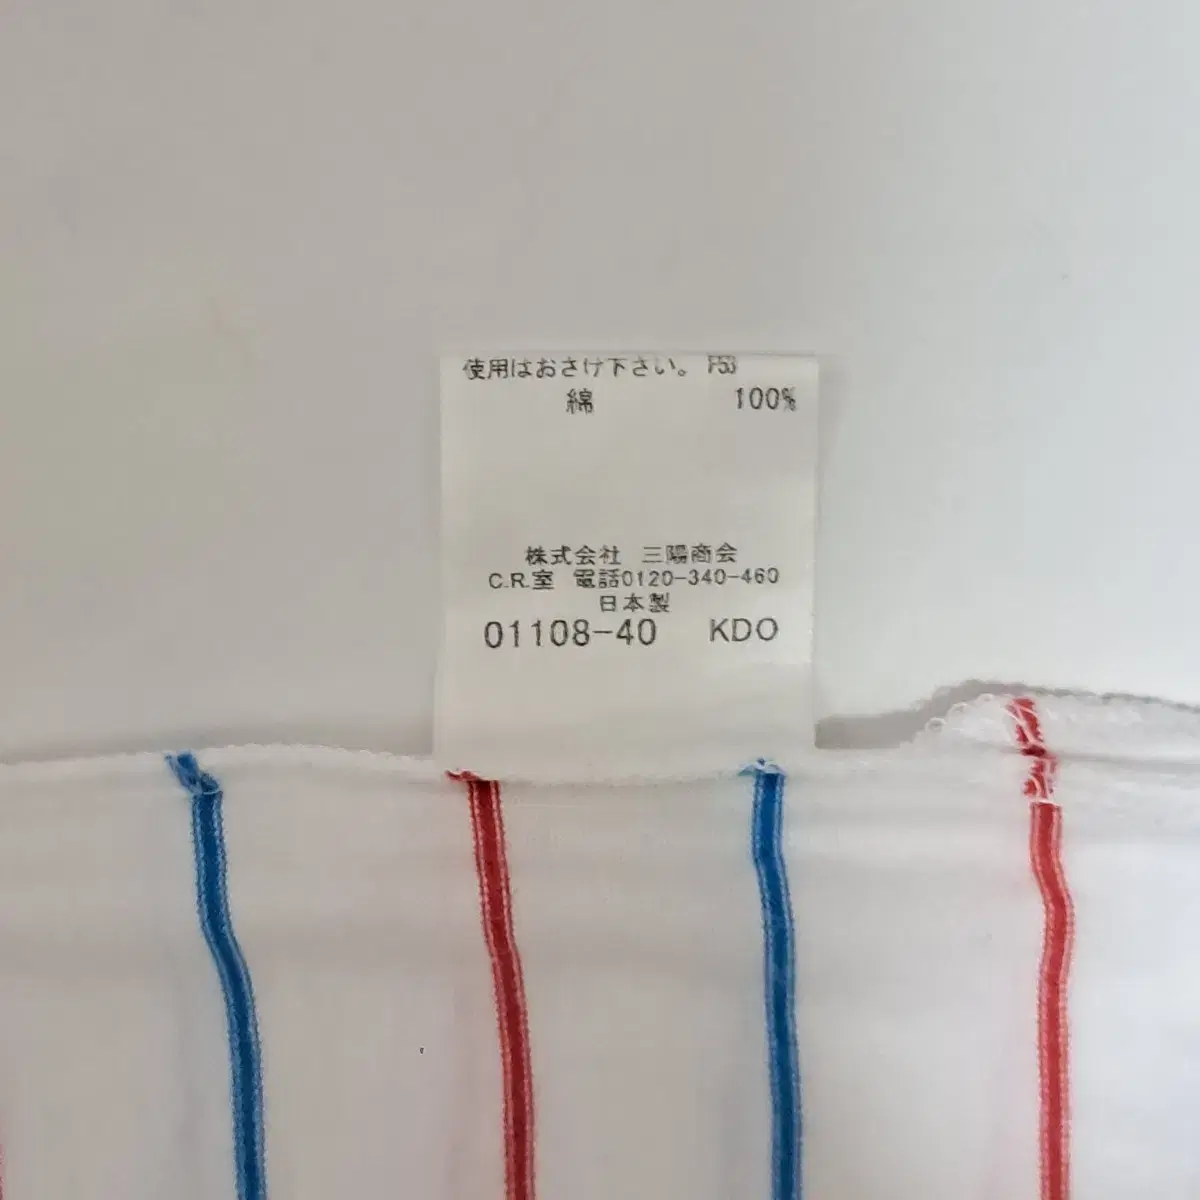 使用はおさけ下さい。 F53
綿 100%
株式会社 三陽商会
C.R.室 電話0120-340-460
日本製
01108-40 KDO